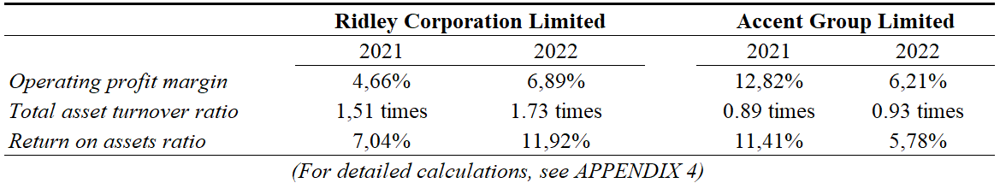 Ridley Corporation Limited Accent Group Limited
2021 2022 2021 2022
Operating profit margin 4,66% 6,89% 12,82% 6,21%
Total asset turnover ratio 1,51 times 1.73 times 0.89 times 0.93 times
Return on assets ratio 7,04% 11,92% 11,41% 5,78%
(For detailed calculations, see APPENDIX 4)